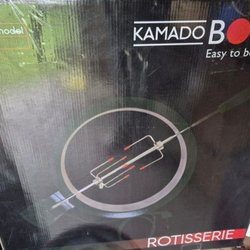 model
KAMADO BO
Easy to b
ROTISSERIE